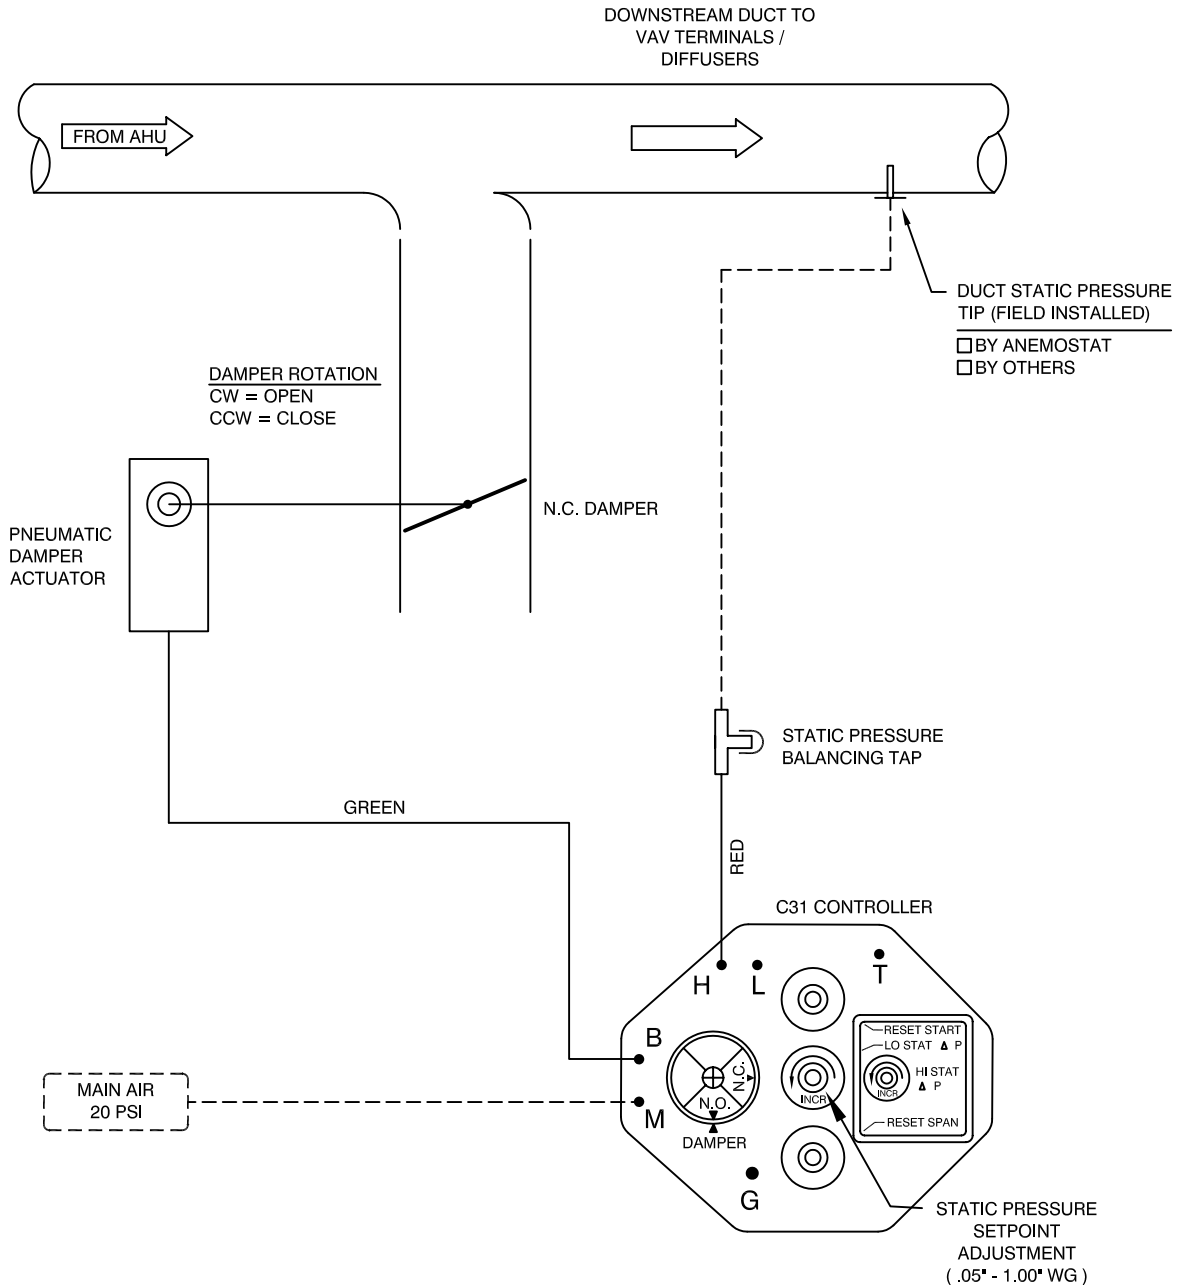 DOWNSTREAM DUCT TO
VAV TERMINALS /
DIFFUSERS
FROM AHU
DUCT STATIC PRESSURE
TIP (FIELD INSTALLED)
BY ANEMOSTAT
BY OTHERS
DAMPER ROTATION
CW = OPEN
CCW = CLOSE
N.C. DAMPER
PNEUMATIC
DAMPER
ACTUATOR
STATIC PRESSURE
BALANCING TAP
GREEN
RED
C31 CONTROLLER
H
L
T
B
M
G
N.C.
N.O.
DAMPER
INCR
RESET START
LO STAT Δ P
HI STAT
Δ P
INCR
RESET SPAN
MAIN AIR
20 PSI
STATIC PRESSURE
SETPOINT
ADJUSTMENT
( .05" - 1.00" WG )